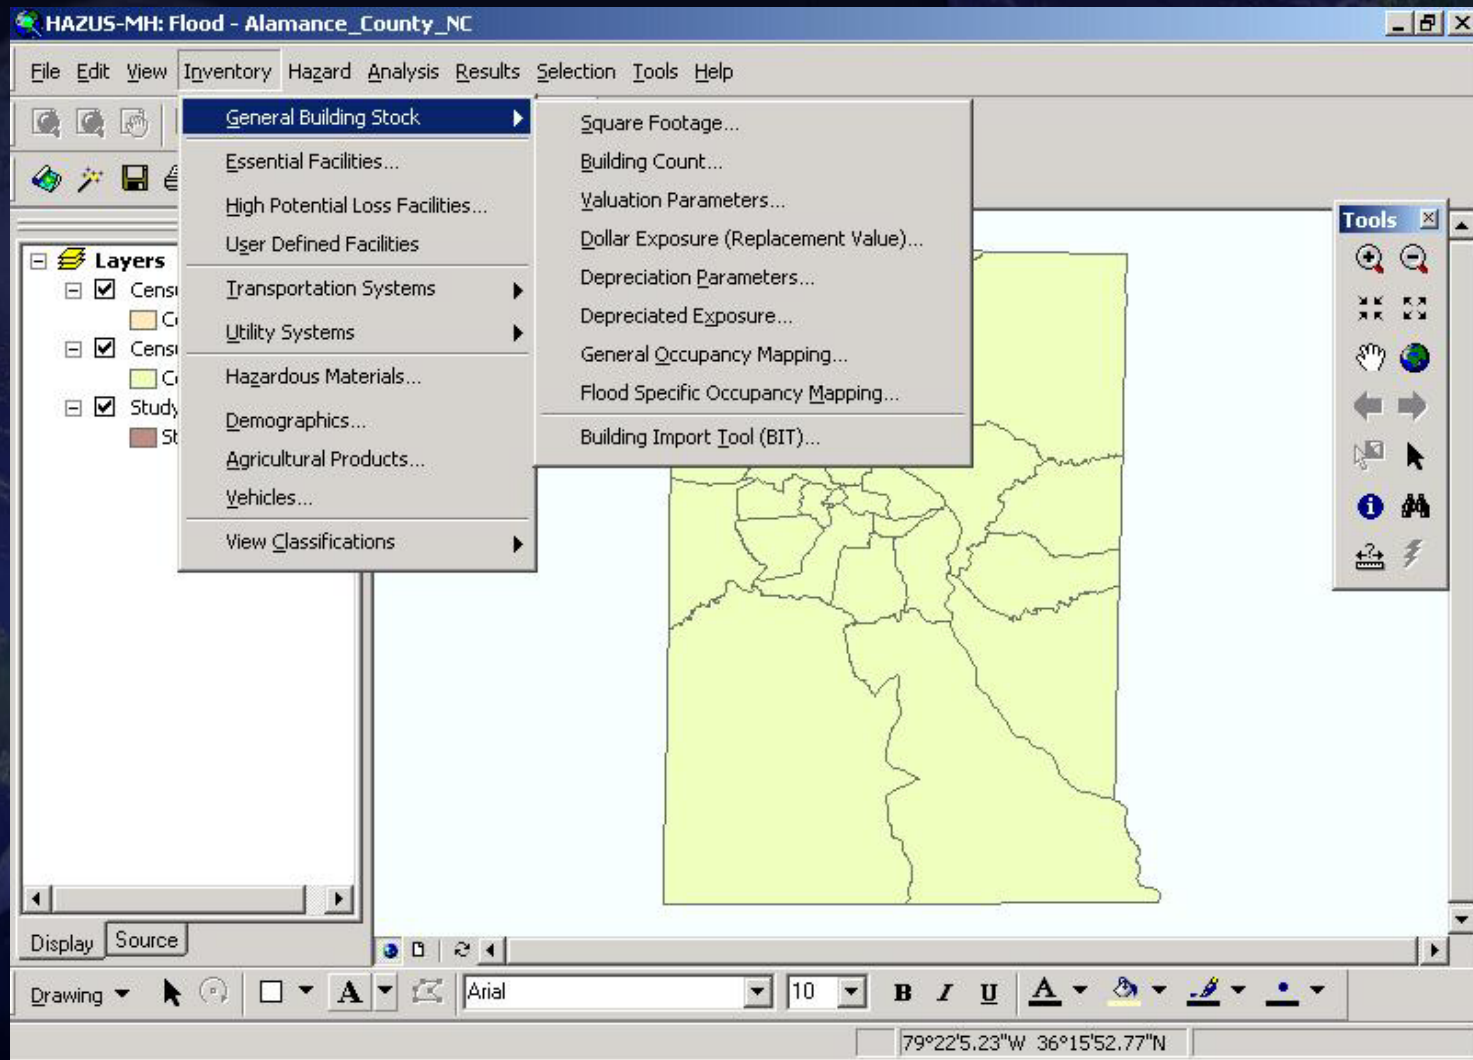 HAZUS-MH: Flood - Alamance_County_NC
File Edit View Inventory Hazard Analysis Results Selection Tools Help
General Building Stock
Essential Facilities...
High Potential Loss Facilities...
User Defined Facilities
Transportation Systems
Utility Systems
Hazardous Materials...
Demographics...
Agricultural Products...
Vehicles...
View Classifications
Square Footage...
Building Count...
Valuation Parameters...
Dollar Exposure (Replacement Value)...
Depreciation Parameters...
Depreciated Exposure...
General Occupancy Mapping...
Flood Specific Occupancy Mapping...
Building Import Tool (BIT)...
Layers
Study
Tools
Display Source
Drawing A Arial 10 B I U A
79°22'5.23"W 36°15'52.77"N